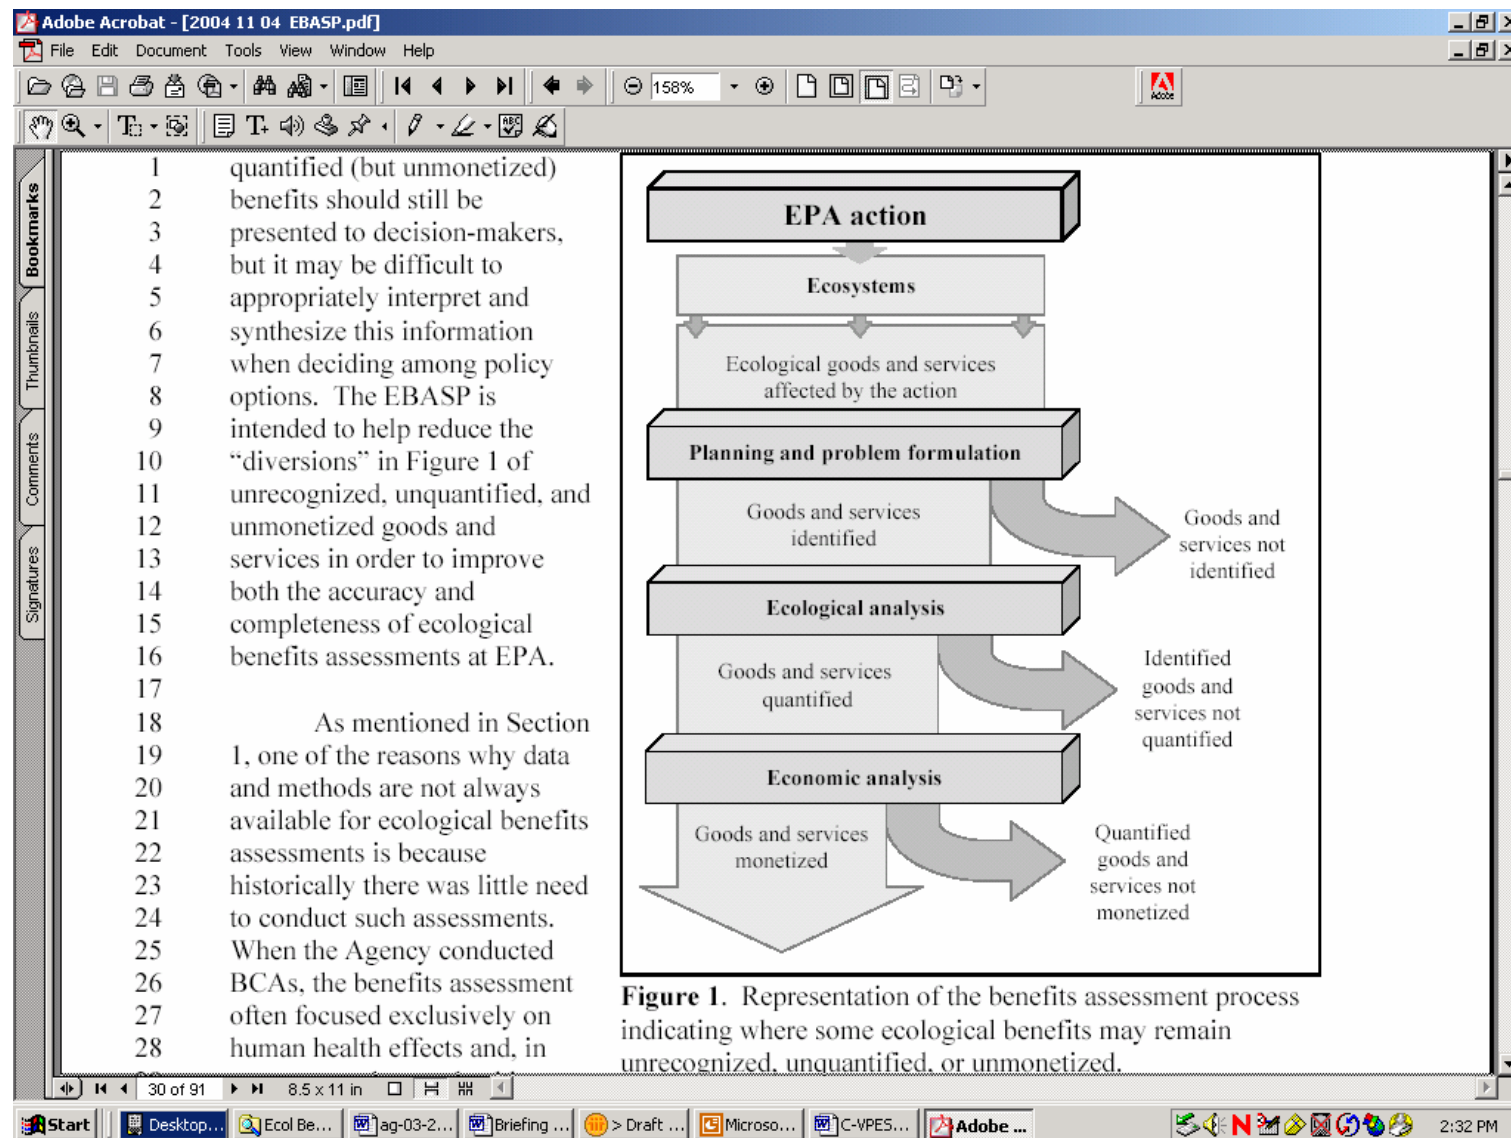 Adobe Acrobat - [2004 11 04 EBASP.pdf]
File Edit Document Tools View Window Help
158%
Adobe
Bookmarks
Thumbnails
Comments
Signatures
1 quantified (but unmonetized)
2 benefits should still be
3 presented to decision-makers,
4 but it may be difficult to
5 appropriately interpret and
6 synthesize this information
7 when deciding among policy
8 options. The EBASP is
9 intended to help reduce the
10 “diversions” in Figure 1 of
11 unrecognized, unquantified, and
12 unmonetized goods and
13 services in order to improve
14 both the accuracy and
15 completeness of ecological
16 benefits assessments at EPA.
17
18 As mentioned in Section
19 1, one of the reasons why data
20 and methods are not always
21 available for ecological benefits
22 assessments is because
23 historically there was little need
24 to conduct such assessments.
25 When the Agency conducted
26 BCAs, the benefits assessment
27 often focused exclusively on
28 human health effects and, in
EPA action
Ecosystems
Ecological goods and services
affected by the action
Planning and problem formulation
Goods and services
identified
Goods and
services not
identified
Ecological analysis
Goods and services
quantified
Identified
goods and
services not
quantified
Economic analysis
Goods and services
monetized
Quantified
goods and
services not
monetized
Figure 1. Representation of the benefits assessment process
indicating where some ecological benefits may remain
unrecognized, unquantified, or unmonetized.
30 of 91 8.5 x 11 in
Start Desktop... Ecol Be... ag-03-2... Briefing ... > Draft ... Microso... C-VPES... Adobe ... 2:32 PM